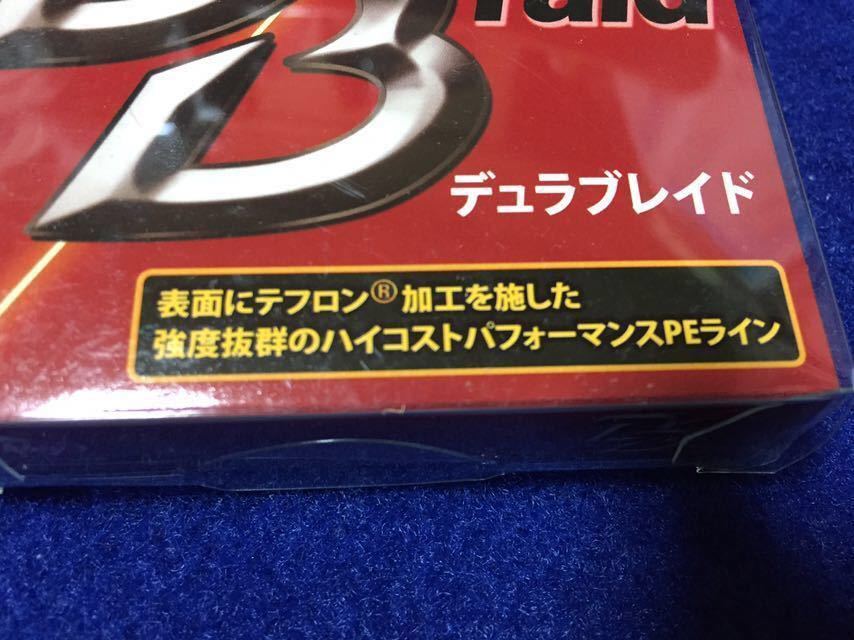 raid
B
デュラブレイド
表面にテフロン® 加工を施した
強度抜群のハイコストパフォーマンスPEライン